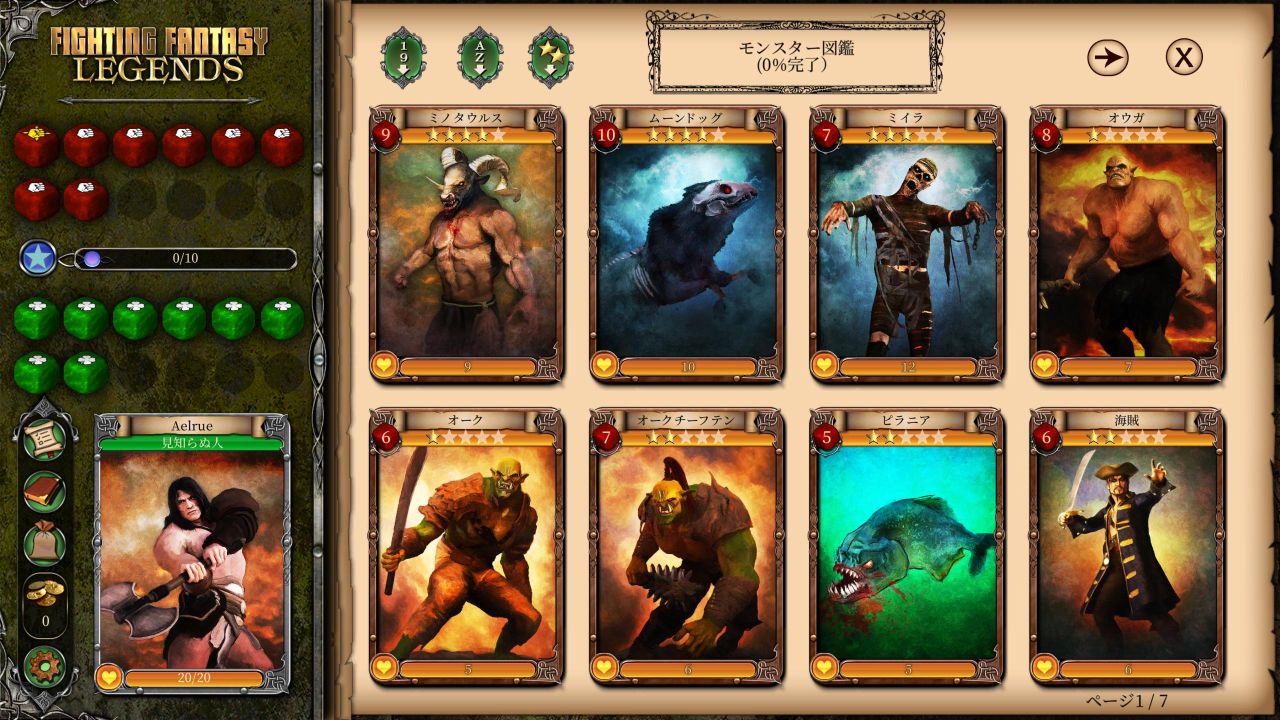 FIGHTING FANTASY
LEGENDS
0/10
Aelrue
見知らぬ人
20/20
0
1
9
A
Z
モンスター図鑑
(0%完了)
X
ミノタウルス
9
9
ムーンドッグ
10
10
ミイラ
7
12
オウガ
8
7
オーク
6
5
オークチーフテン
7
6
ピラニア
5
5
海賊
6
6
ページ1 / 7